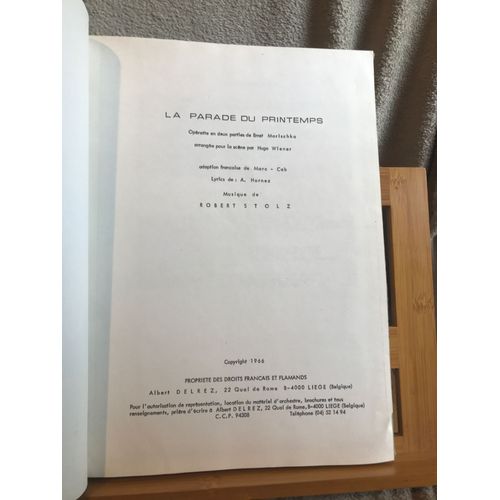 LA PARADE DU PRINTEMPS
Opérette en deux parties de Ernst Marischka
arrangée pour la scène par Hugo Wiener
adaption francaise de Marc - Cab
Lyrics de : A. Hornez
Musique de
ROBERT STOLZ
Copyright 1966
PROPRIETE DES DROITS FRANCAIS ET FLAMANDS
Albert DELREZ, 22 Quai de Rome B-4000 LIEGE (Belgique)
Pour l'autorisation de représentation, location du matériel d'orchestre, brochures et tous
renseignements, prière d'écrire à Albert DELREZ, 22 Quai de Rome, B-4000 LIEGE (Belgique)
C.C.P. 94308 Téléphone (04) 52 14 94